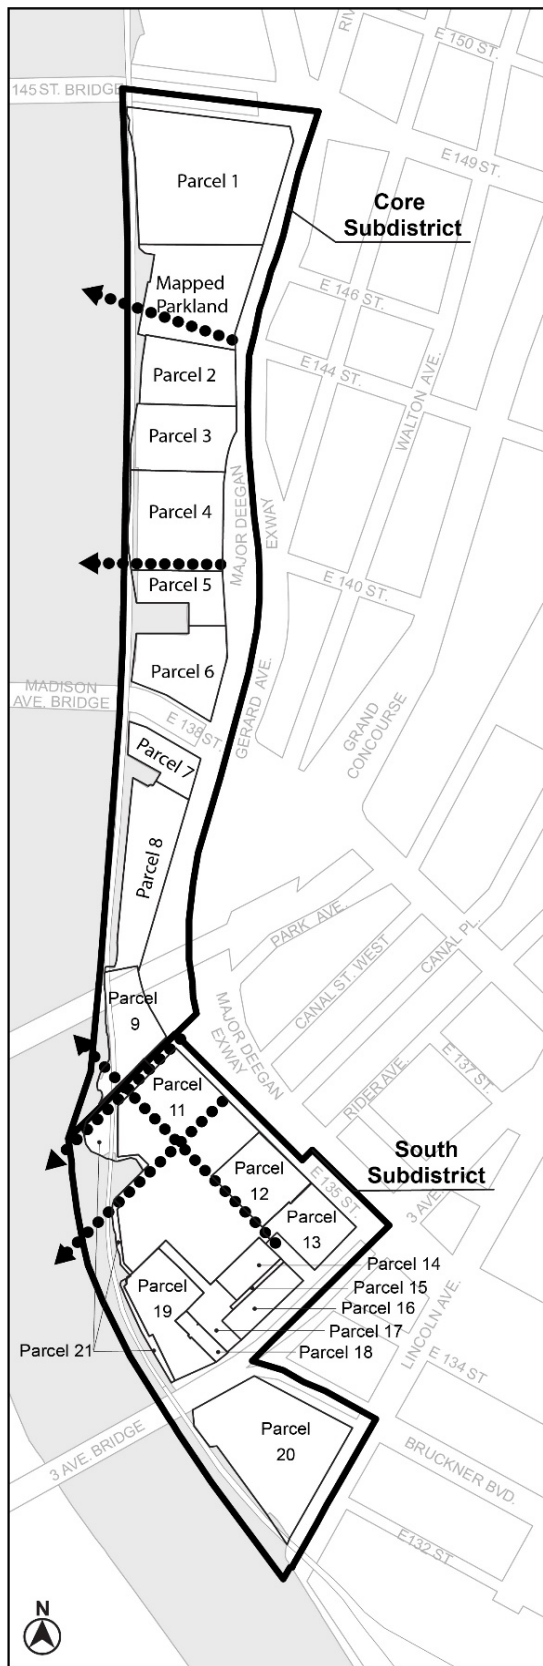 RIV
E 150 ST.
145 ST. BRIDGE
E 149 ST.
Parcel 1
Core
Subdistrict
Mapped
Parkland
E 146 ST.
E 144 ST.
WALTON AVE.
Parcel 2
Parcel 3
Parcel 4
MAJOR DEEGAN
EXWAY
Parcel 5
E 140 ST.
Parcel 6
MADISON
AVE. BRIDGE
E 138 ST.
GERARD AVE.
GRAND
CONCOURSE
Parcel 7
Parcel 8
PARK AVE.
CANAL ST. WEST
CANAL PL.
Parcel
9
MAJOR DEEGAN
EXWAY
RIDER AVE.
E 137 ST.
Parcel
11
South
Subdistrict
Parcel
12
E 135 ST.
3 AVE.
Parcel
13
Parcel 14
Parcel 15
Parcel
19
Parcel 16
Parcel 17
Parcel 21
Parcel 18
LINCOLN AVE.
E 134 ST
Parcel
20
3 AVE. BRIDGE
BRUCKNER BVD.
E132 ST
N